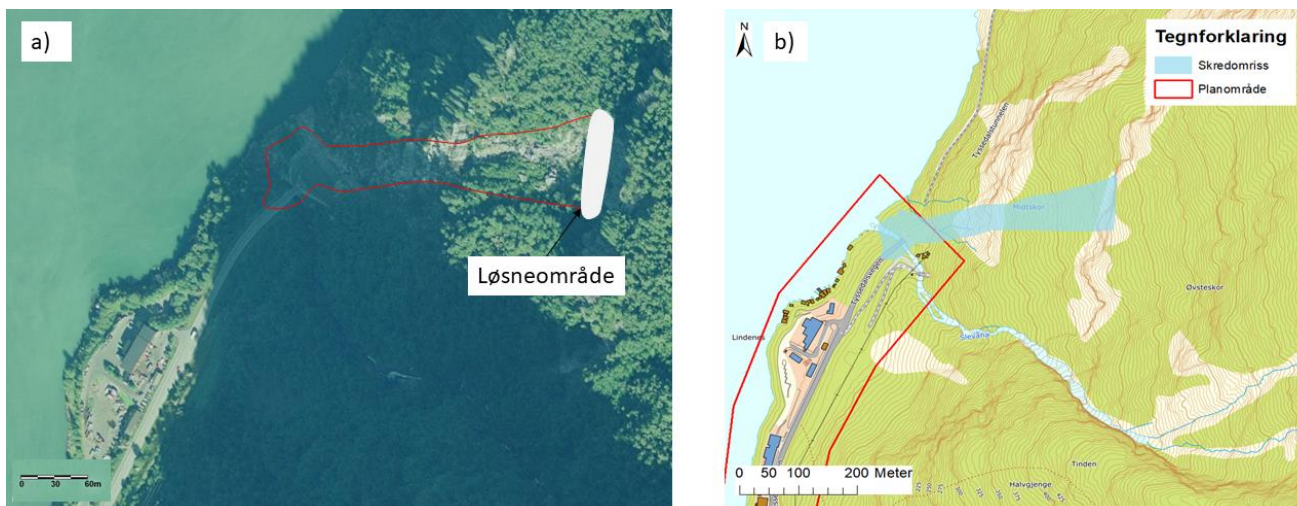 a)
Løsneområde
0 30 60m
N
b)
Tegnforklaring
Skredomriss
Planområde
Tyssedalstunnelen
Midtskor
Tyssedalsvegen
Øvsteskor
Lindenes
Slevåna
Tinden
Halvgjenge
0 50 100 200 Meter